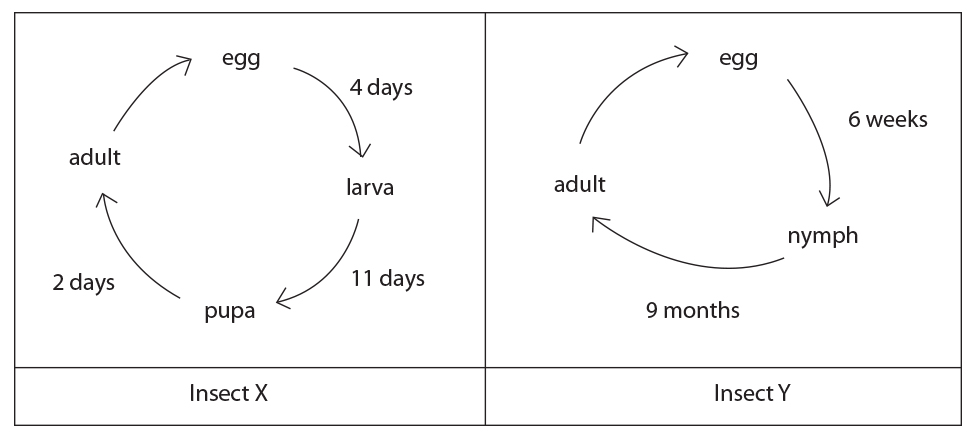 egg
4 days
larva
11 days
pupa
2 days
adult
Insect X
egg
6 weeks
nymph
9 months
adult
Insect Y